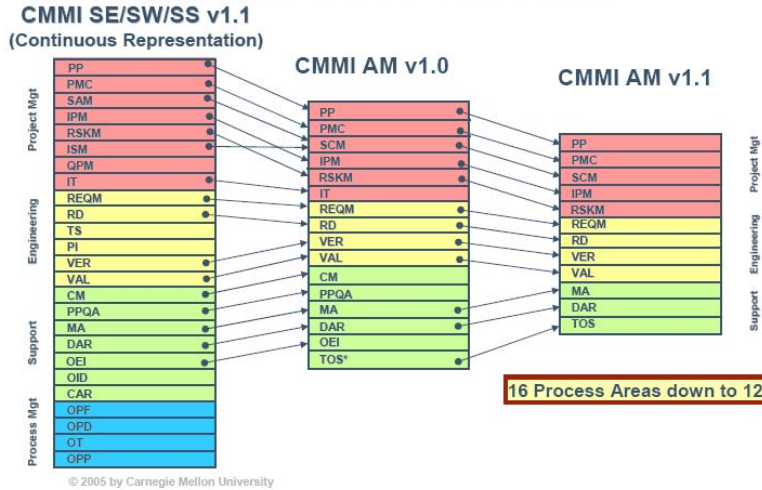 CMMI SE/SW/SS v1.1
(Continuous Representation)
Project Mgt
Engineering
Support
Process Mgt
PP
PMC
SAM
IPM
RSKM
ISM
QPM
IT
REQM
RD
TS
PI
VER
VAL
CM
PPQA
MA
DAR
OEI
OID
CAR
OPF
OPD
OT
OPP
© 2005 by Carnegie Mellon University
CMMI AM v1.0
PP
PMC
SCM
IPM
RSKM
IT
REQM
RD
VER
VAL
CM
PPQA
MA
DAR
OEI
TOS*
CMMI AM v1.1
PP
PMC
SCM
IPM
RSKM
REQM
RD
VER
VAL
MA
DAR
TOS
Project Mgt
Engineering
Support
16 Process Areas down to 12